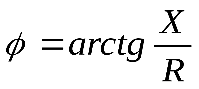 ϕ = arctg X/R